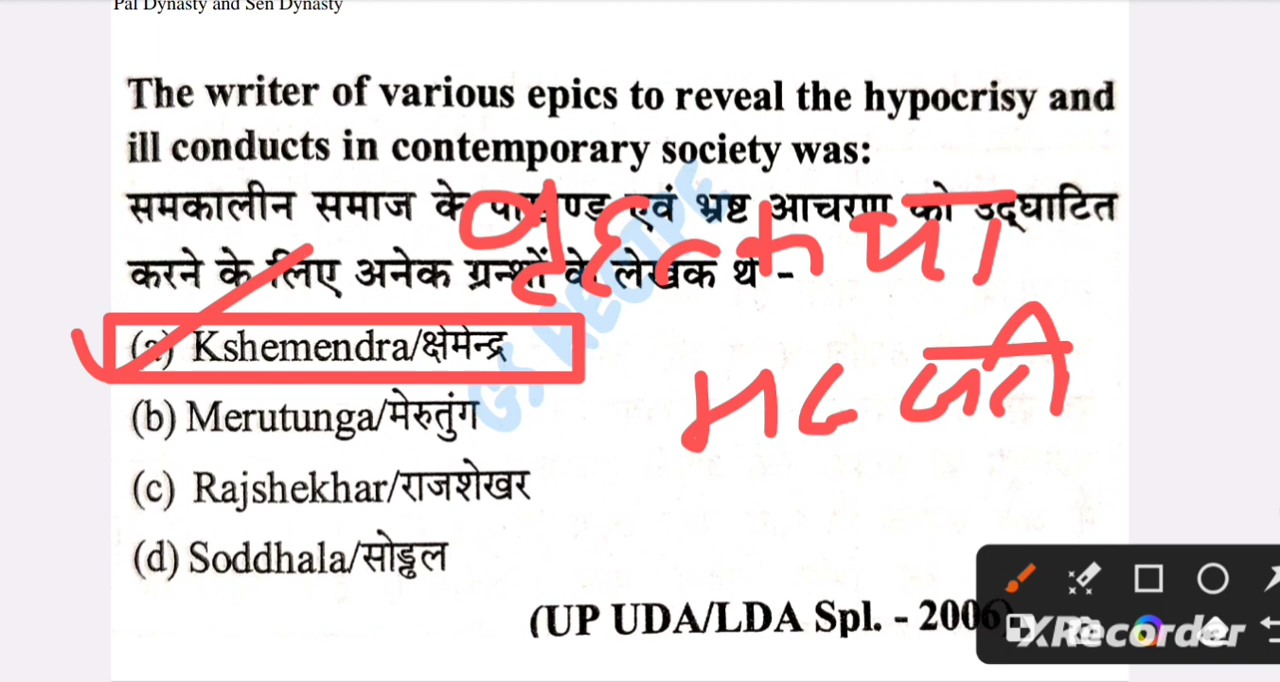 Pal Dynasty and Sen Dynasty
The writer of various epics to reveal the hypocrisy and
ill conducts in contemporary society was:
समकालीन समाज के पाखण्ड एवं भ्रष्ट आचरण को उद्घाटित
करने के लिए अनेक ग्रन्थों के लेखक थे -
(a) Kshemendra/क्षेमेन्द्र
(b) Merutunga/मेरुतुंग
(c) Rajshekhar/राजशेखर
(d) Soddhala/सोड्ढल
(UP UDA/LDA Spl. - 2006)
GS RECIPE
XRecorder